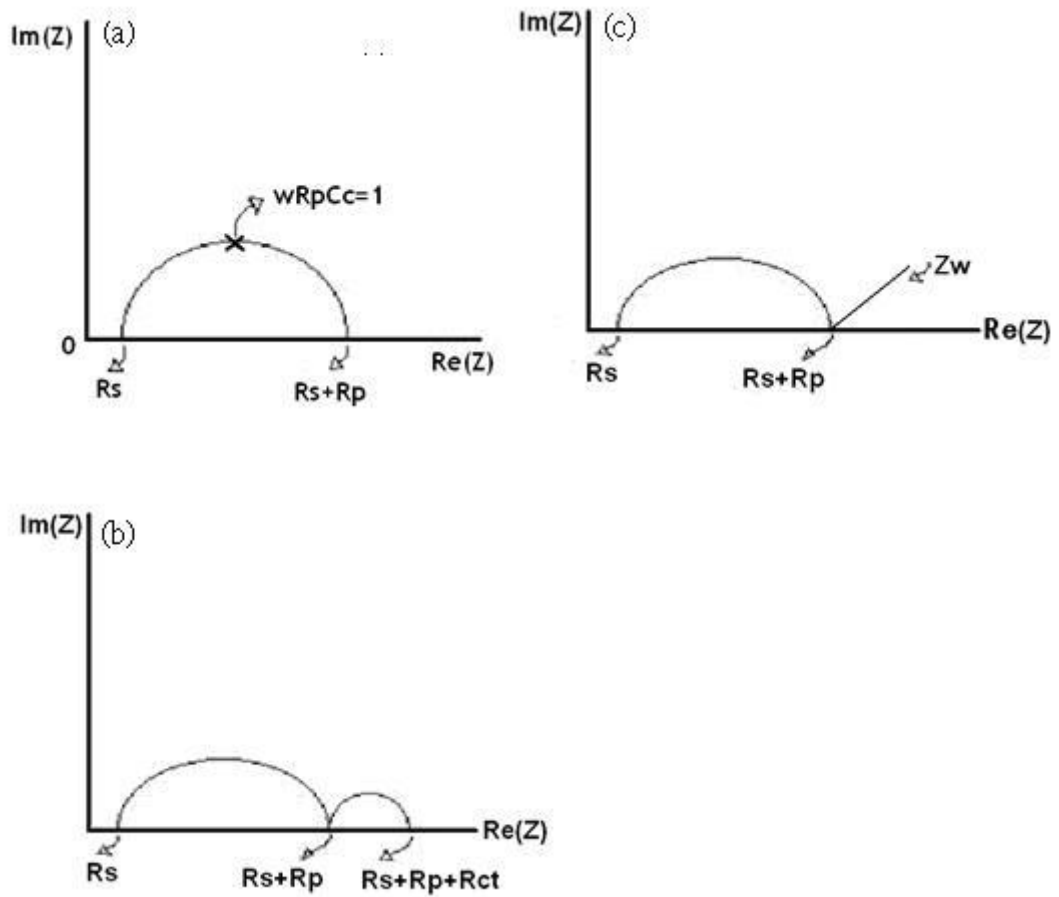 Im(Z) (a)
wRpCc=1
0
Re(Z)
Rs
Rs+Rp
Im(Z) (c)
Zw
Re(Z)
Rs
Rs+Rp
Im(Z) (b)
Re(Z)
Rs
Rs+Rp
Rs+Rp+Rct